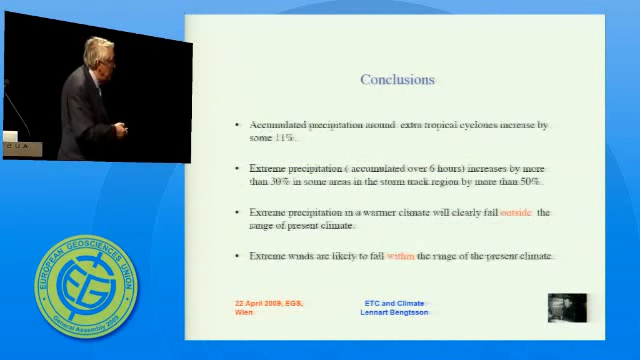 Conclusions
• Accumulated precipitation around extra tropical cyclones increase by
some 11%.
• Extreme precipitation ( accumulated over 6 hours) increases by more
than 30% in some areas in the storm track region by more than 50%.
• Extreme precipitation in a warmer climate will clearly fall outside the
range of present climate.
• Extreme winds are likely to fall within the range of the present climate.
22 April 2009, EGS,
Wien
ETC and Climate
Lennart Bengtsson
EUROPEAN GEOSCIENCES UNION
EGU
General Assembly 2009